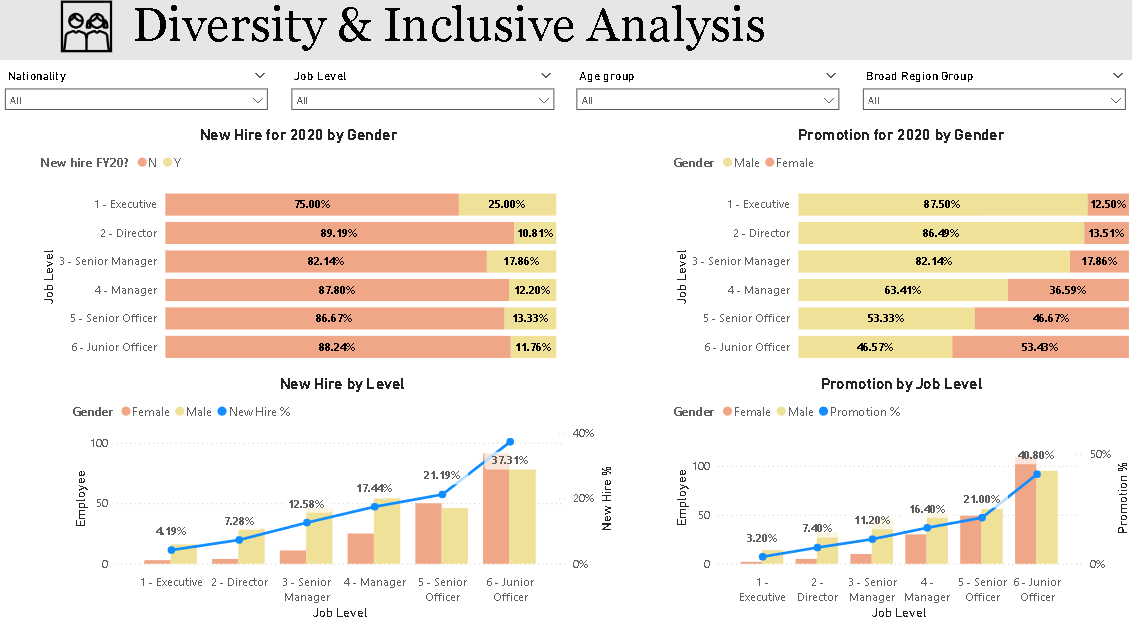 Diversity & Inclusive Analysis
Nationality
All
Job Level
All
Age group
All
Broad Region Group
All
New Hire for 2020 by Gender
New hire FY20? N Y
Job Level
1 - Executive 75.00% 25.00%
2 - Director 89.19% 10.81%
3 - Senior Manager 82.14% 17.86%
4 - Manager 87.80% 12.20%
5 - Senior Officer 86.67% 13.33%
6 - Junior Officer 88.24% 11.76%
Promotion for 2020 by Gender
Gender Male Female
Job Level
1 - Executive 87.50% 12.50%
2 - Director 86.49% 13.51%
3 - Senior Manager 82.14% 17.86%
4 - Manager 63.41% 36.59%
5 - Senior Officer 53.33% 46.67%
6 - Junior Officer 46.57% 53.43%
New Hire by Level
Gender Female Male New Hire %
Employee
100
50
0
4.19% 7.28% 12.58% 17.44% 21.19% 37.31%
40%
20%
0%
New Hire %
1 - Executive 2 - Director 3 - Senior 4 - Manager 5 - Senior 6 - Junior
Manager Officer Officer
Job Level
Promotion by Job Level
Gender Female Male Promotion %
Employee
100
50
0
3.20% 7.40% 11.20% 16.40% 21.00% 40.80%
50%
0%
Promotion %
1 - 2 - 3 - Senior 4 - 5 - Senior 6 - Junior
Executive Director Manager Manager Officer Officer
Job Level